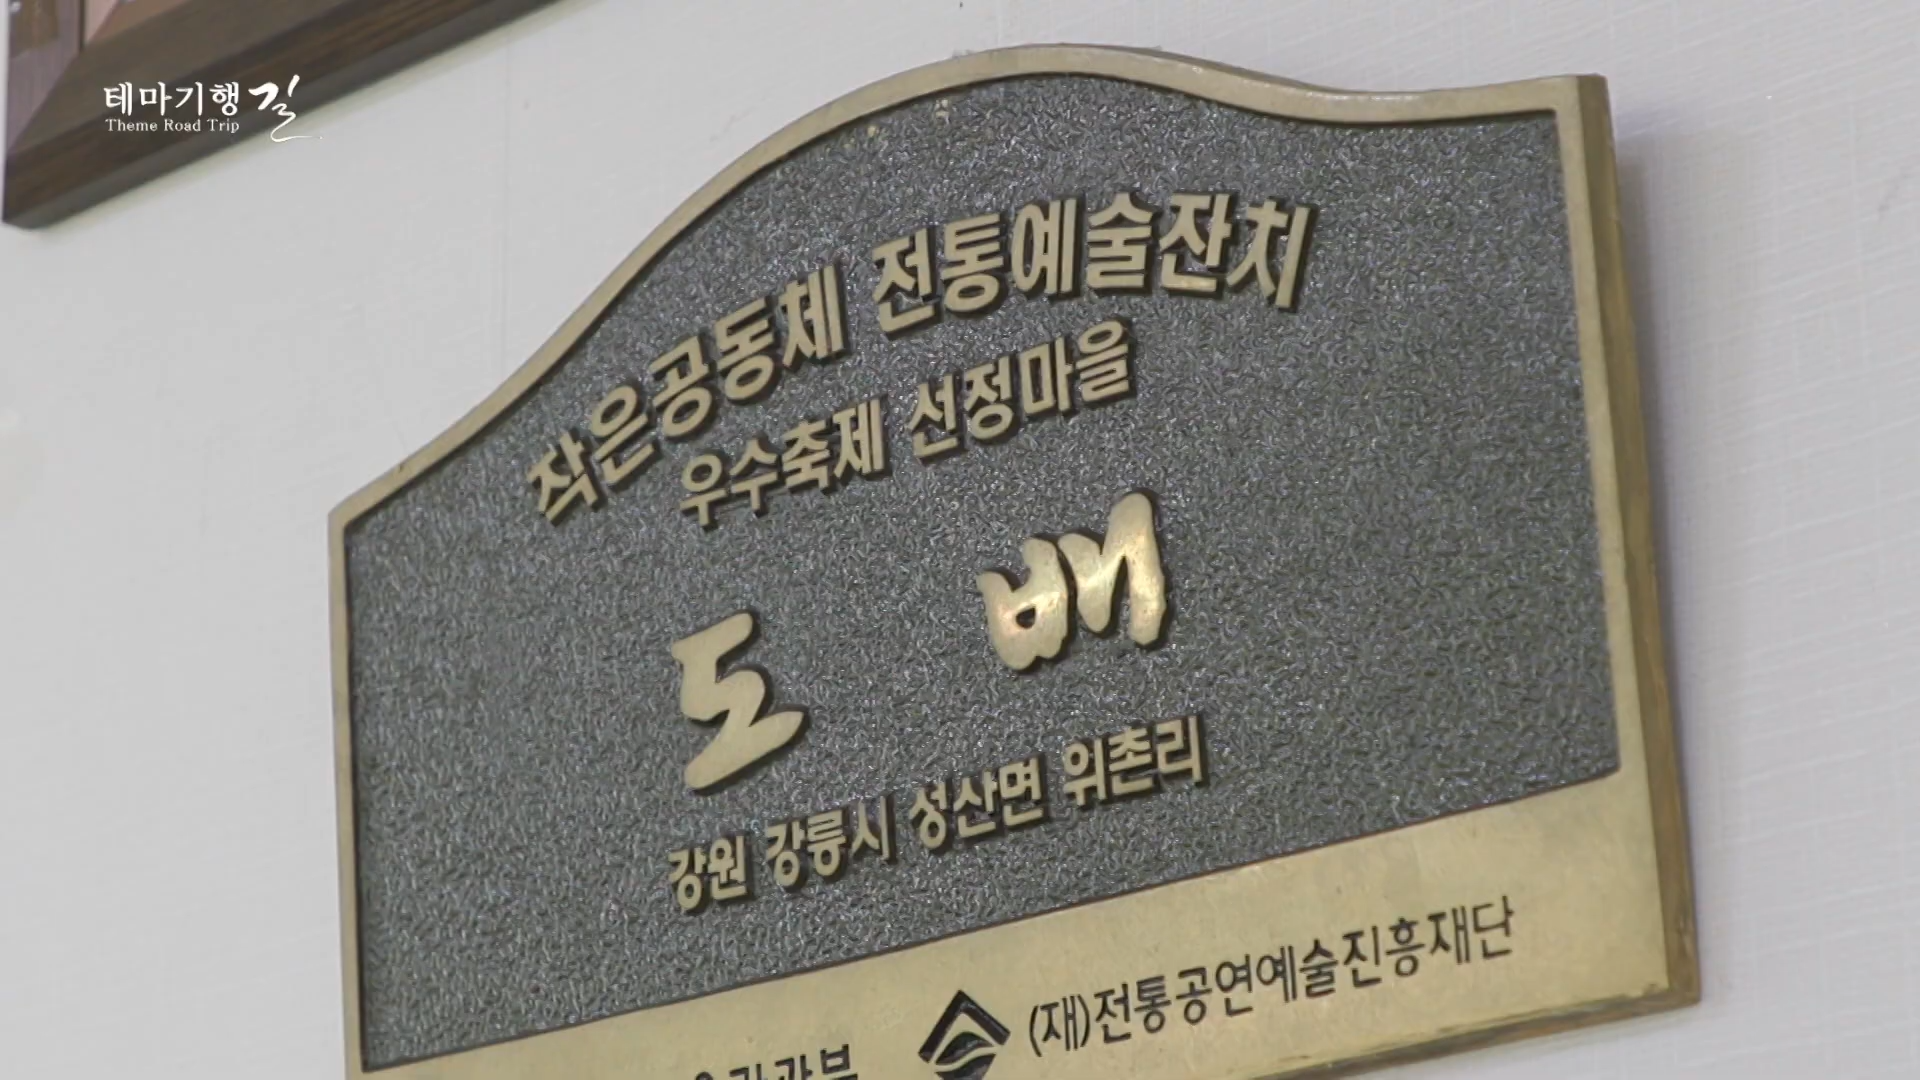 테마기행 길
Theme Road Trip
작은공동체 전통예술잔치
우수축제 선정마을
도 배
강원 강릉시 성산면 위촌리
(재)전통공연예술진흥재단